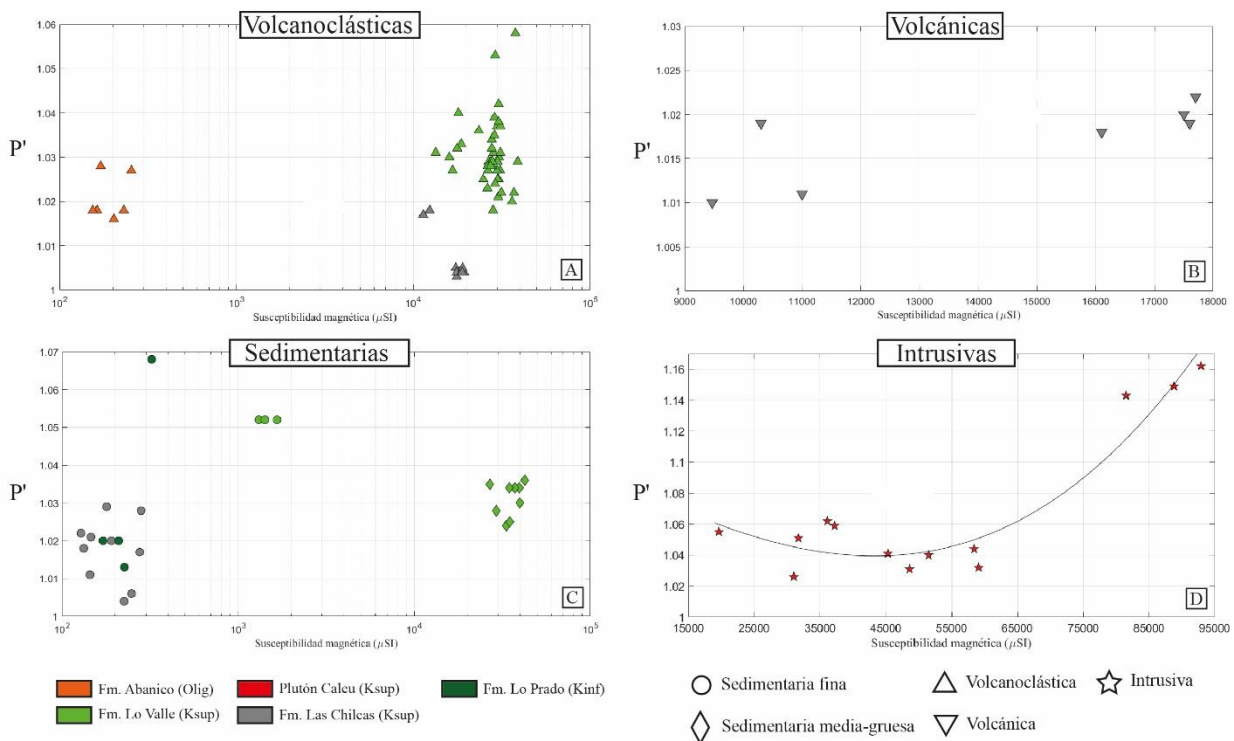 Volcanoclásticas
1.06
1.05
1.04
1.03
1.02
1.01
1
P'
A
10² 10³ 10⁴ 10⁵
Susceptibilidad magnética (μSI)
Volcánicas
1.03
1.025
1.02
1.015
1.01
1.005
1
P'
B
9000 10000 11000 12000 13000 14000 15000 16000 17000 18000
Susceptibilidad magnética (μSI)
Sedimentarias
1.07
1.06
1.05
1.04
1.03
1.02
1.01
1
P'
C
10² 10³ 10⁴ 10⁵
Susceptibilidad magnética (μSI)
Intrusivas
1.16
1.14
1.12
1.1
1.08
1.06
1.04
1.02
1
P'
D
15000 25000 35000 45000 55000 65000 75000 85000 95000
Susceptibilidad magnética (μSI)
Fm. Abanico (Olig) Plutón Caleu (Ksup) Fm. Lo Prado (Kinf)
Fm. Lo Valle (Ksup) Fm. Las Chilcas (Ksup)
Sedimentaria fina Volcanoclástica Intrusiva
Sedimentaria media-gruesa Volcánica